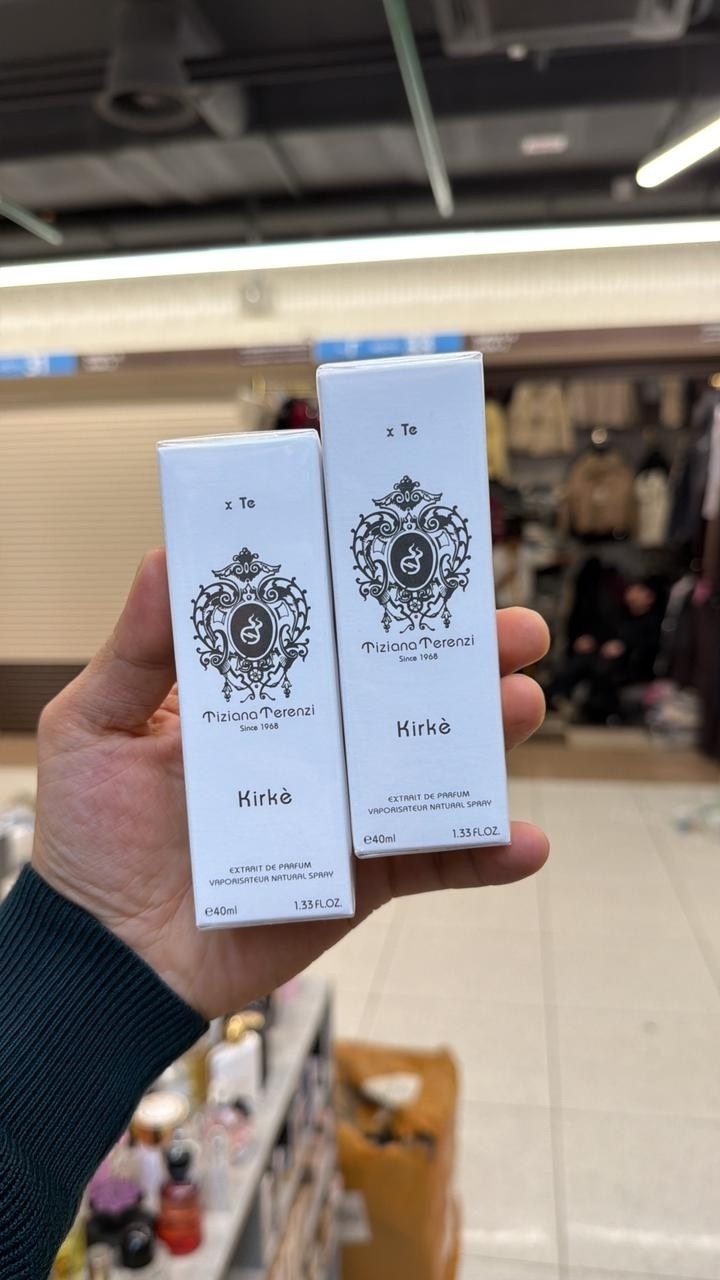 x Te
Tiziana Terenzi
Since 1968
Kirkè
EXTRAIT DE PARFUM
VAPORISATEUR NATURAL SPRAY
℮40ml 1.33 FL.OZ.
x Te
Tiziana Terenzi
Since 1968
Kirkè
EXTRAIT DE PARFUM
VAPORISATEUR NATURAL SPRAY
℮40ml 1.33 FL.OZ.